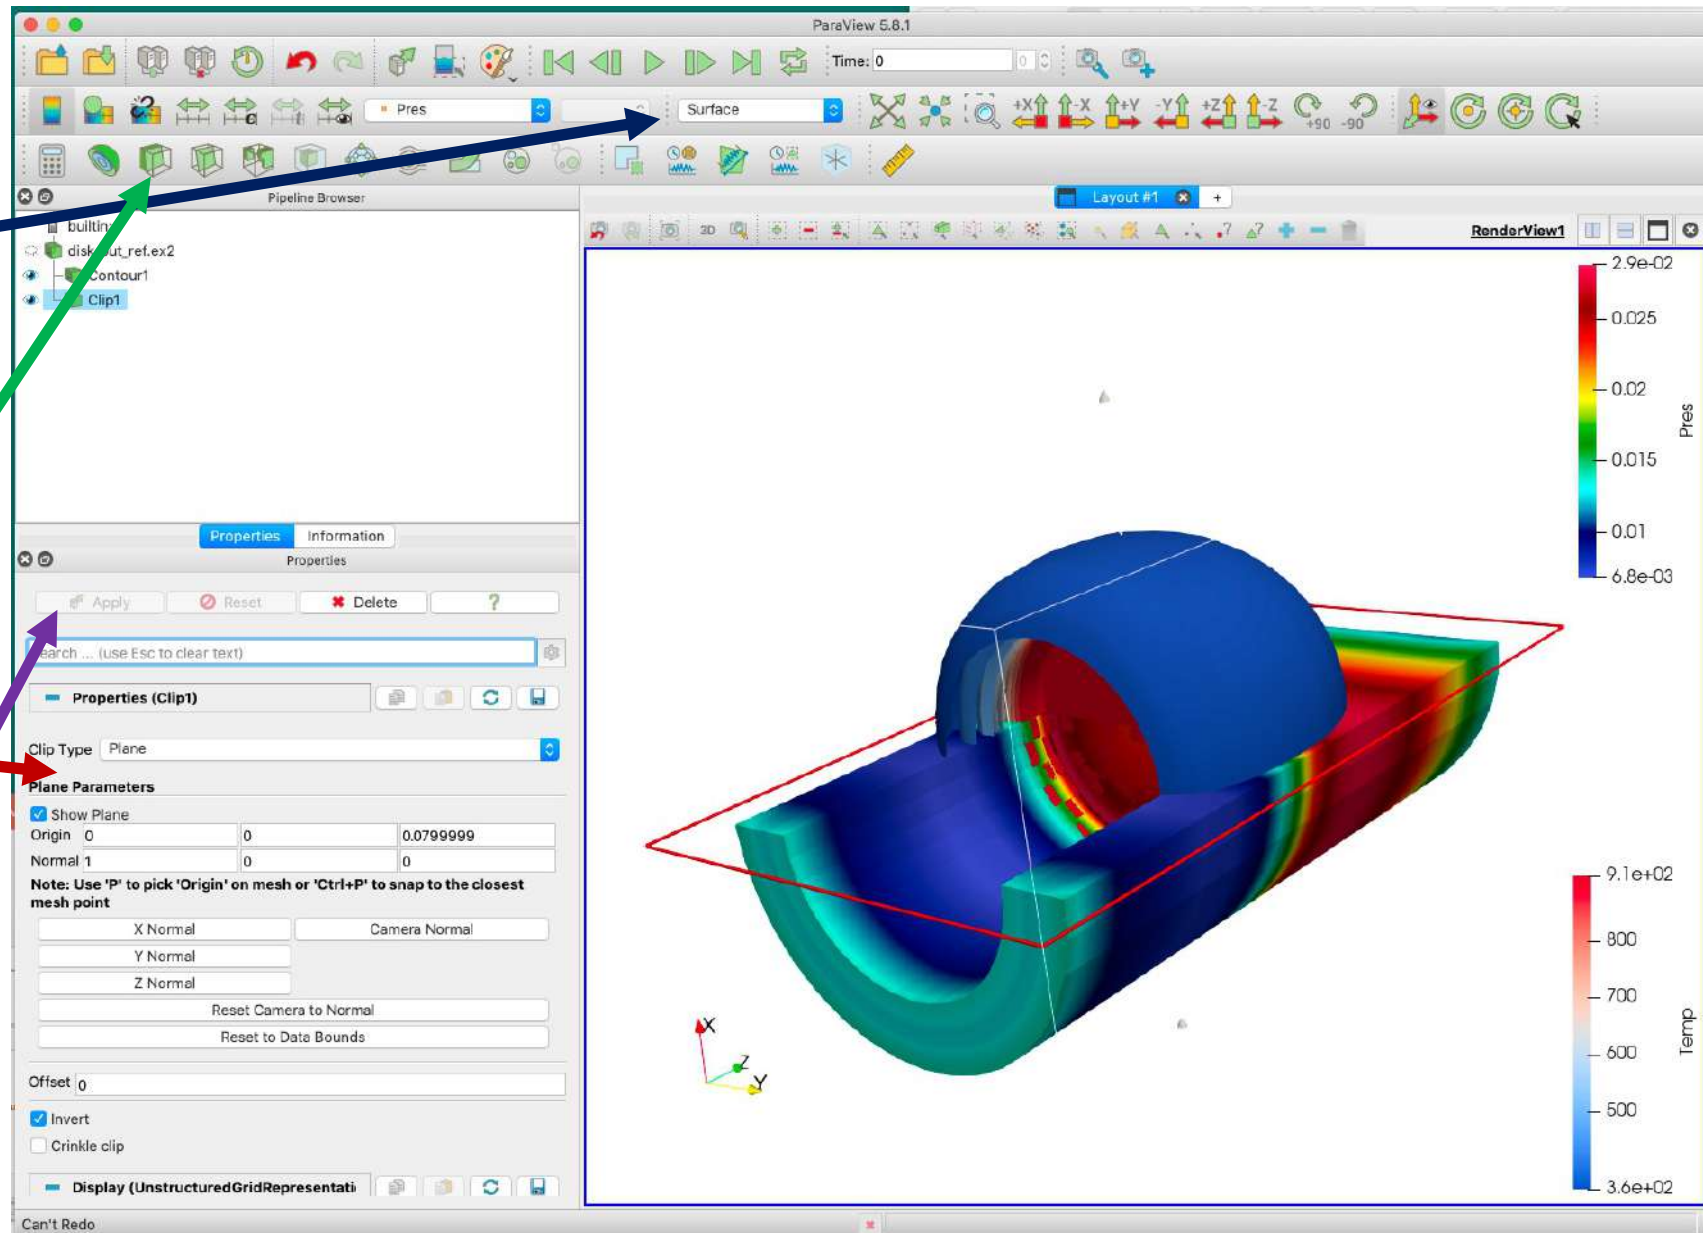 ParaView 5.8.1
Time: 0 0
+X -X +Y -Y +Z -Z +90 -90
Pres Surface
Pipeline Browser
Layout #1 +
builtin:
3D
RenderView1
Contour1
Clip1
Properties Information
Properties
Apply Reset Delete ?
... (use Esc to clear text)
Properties (Clip1)
Clip Type Plane
Plane Parameters
Show Plane
Origin 0 0 0.0799999
Normal 1 0 0
Note: Use 'P' to pick 'Origin' on mesh or 'Ctrl+P' to snap to the closest
mesh point
X Normal Camera Normal
Y Normal
Z Normal
Reset Camera to Normal
Reset to Data Bounds
Offset 0
Invert
Crinkle clip
Display (UnstructuredGridRepresentati
Can't Redo
2.9e-02
0.025
0.02
Pres
0.015
0.01
6.8e-03
9.1e+02
800
700
Temp
600
500
3.6e+02
X
Z
Y